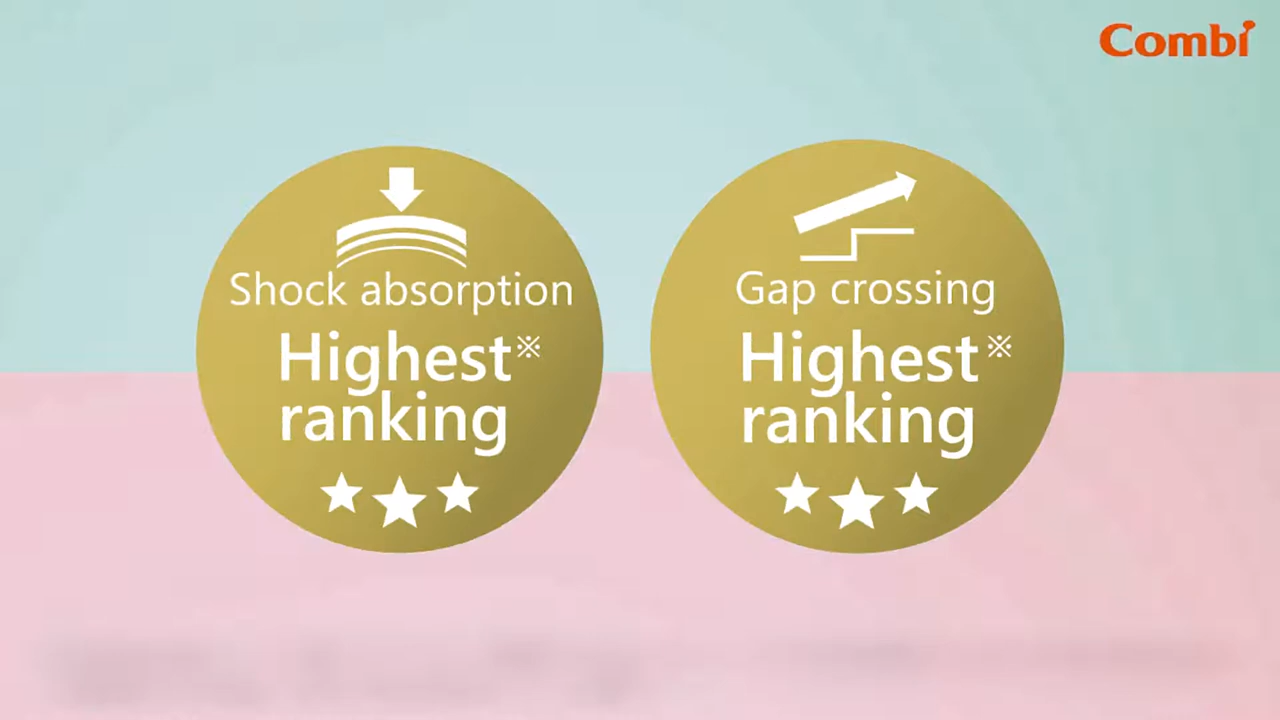 Combi
Shock absorption
Highest※
ranking
Gap crossing
Highest※
ranking